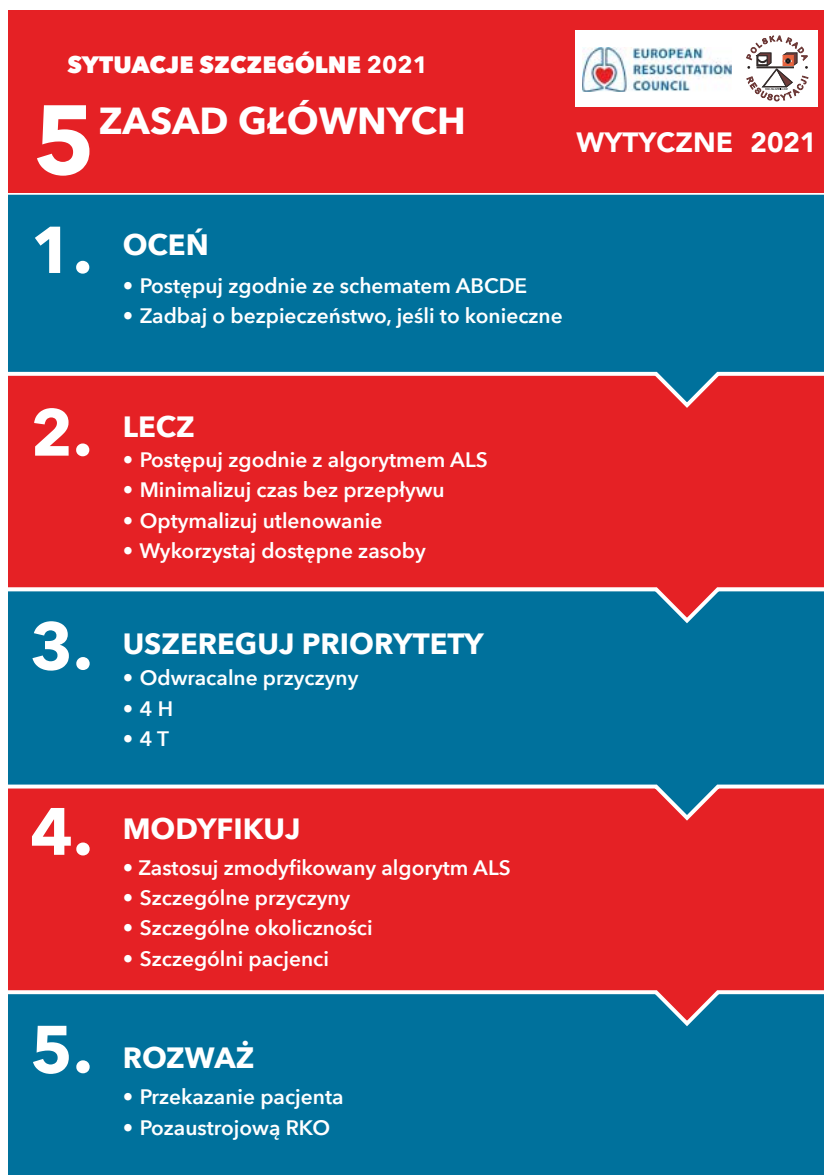 SYTUACJE SZCZEGÓLNE 2021
5 ZASAD GŁÓWNYCH
EUROPEAN
RESUSCITATION
COUNCIL
POLSKA RADA
RESUSCYTACJI
WYTYCZNE 2021
1. OCEŃ
• Postępuj zgodnie ze schematem ABCDE
• Zadbaj o bezpieczeństwo, jeśli to konieczne
2. LECZ
• Postępuj zgodnie z algorytmem ALS
• Minimalizuj czas bez przepływu
• Optymalizuj utlenowanie
• Wykorzystaj dostępne zasoby
3. USZEREGUJ PRIORYTETY
• Odwracalne przyczyny
• 4 H
• 4 T
4. MODYFIKUJ
• Zastosuj zmodyfikowany algorytm ALS
• Szczególne przyczyny
• Szczególne okoliczności
• Szczególni pacjenci
5. ROZWAŻ
• Przekazanie pacjenta
• Pozaustrojową RKO